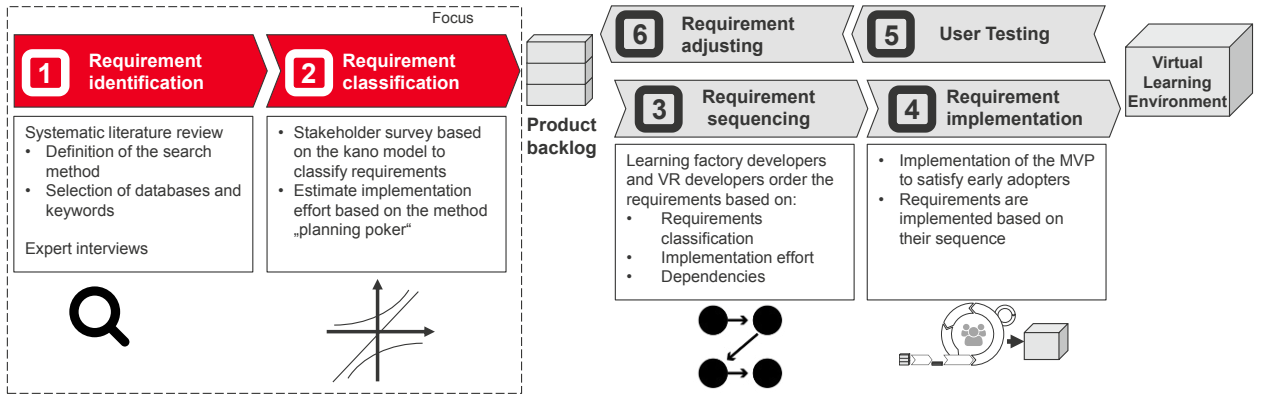 Focus
1
Requirement
identification
2
Requirement
classification
Systematic literature review
• Definition of the search
method
• Selection of databases and
keywords
Expert interviews
• Stakeholder survey based
on the kano model to
classify requirements
• Estimate implementation
effort based on the method
„planning poker“
Product
backlog
6
Requirement
adjusting
5
User Testing
3
Requirement
sequencing
4
Requirement
implementation
Learning factory developers
and VR developers order the
requirements based on:
• Requirements
classification
• Implementation effort
• Dependencies
• Implementation of the MVP
to satisfy early adopters
• Requirements are
implemented based on
their sequence
Virtual
Learning
Environment